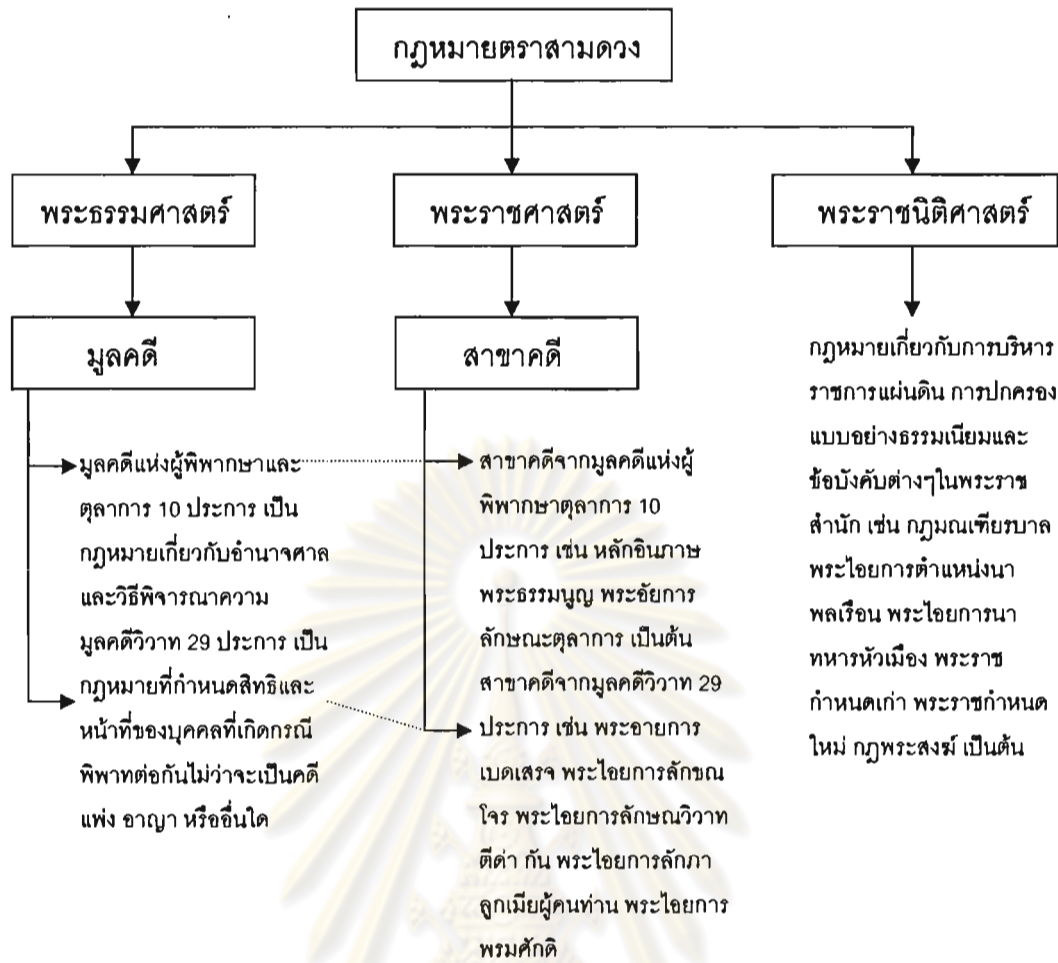 กฎหมายตราสามดวง
พระธรรมศาสตร์
พระราชศาสตร์
พระราชนิติศาสตร์
มูลคดี
สาขาคดี
มูลคดีแห่งผู้พิพากษาและ
ตุลาการ 10 ประการ เป็น
กฎหมายเกี่ยวกับอำนาจศาล
และวิธีพิจารณาความ
มูลคดีวิวาท 29 ประการ เป็น
กฎหมายที่กำหนดสิทธิและ
หน้าที่ของบุคคลที่เกิดกรณี
พิพาทต่อกันไม่ว่าจะเป็นคดี
แพ่ง อาญา หรืออื่นใด
สาขาคดีจากมูลคดีแห่งผู้
พิพากษาตุลาการ 10
ประการ เช่น หลักอินภาษ
พระธรรมนูญ พระอัยการ
ลักษณะตุลาการ เป็นต้น
สาขาคดีจากมูลคดีวิวาท 29
ประการ เช่น พระอายการ
เบดเสรจ พระไอยการลักขณ
โจร พระไอยการลักษณวิวาท
ตีด่า กัน พระไอยการลักภา
ลูกเมียผู้คนท่าน พระไอยการ
พรมศักดิ
กฎหมายเกี่ยวกับการบริหาร
ราชการแผ่นดิน การปกครอง
แบบอย่างธรรมเนียมและ
ข้อบังคับต่างๆในพระราช
สำนัก เช่น กฎมณเฑียรบาล
พระไอยการตำแหน่งนา
พลเรือน พระไอยการนา
ทหารหัวเมือง พระราช
กำหนดเก่า พระราชกำหนด
ใหม่ กฎพระสงฆ์ เป็นต้น